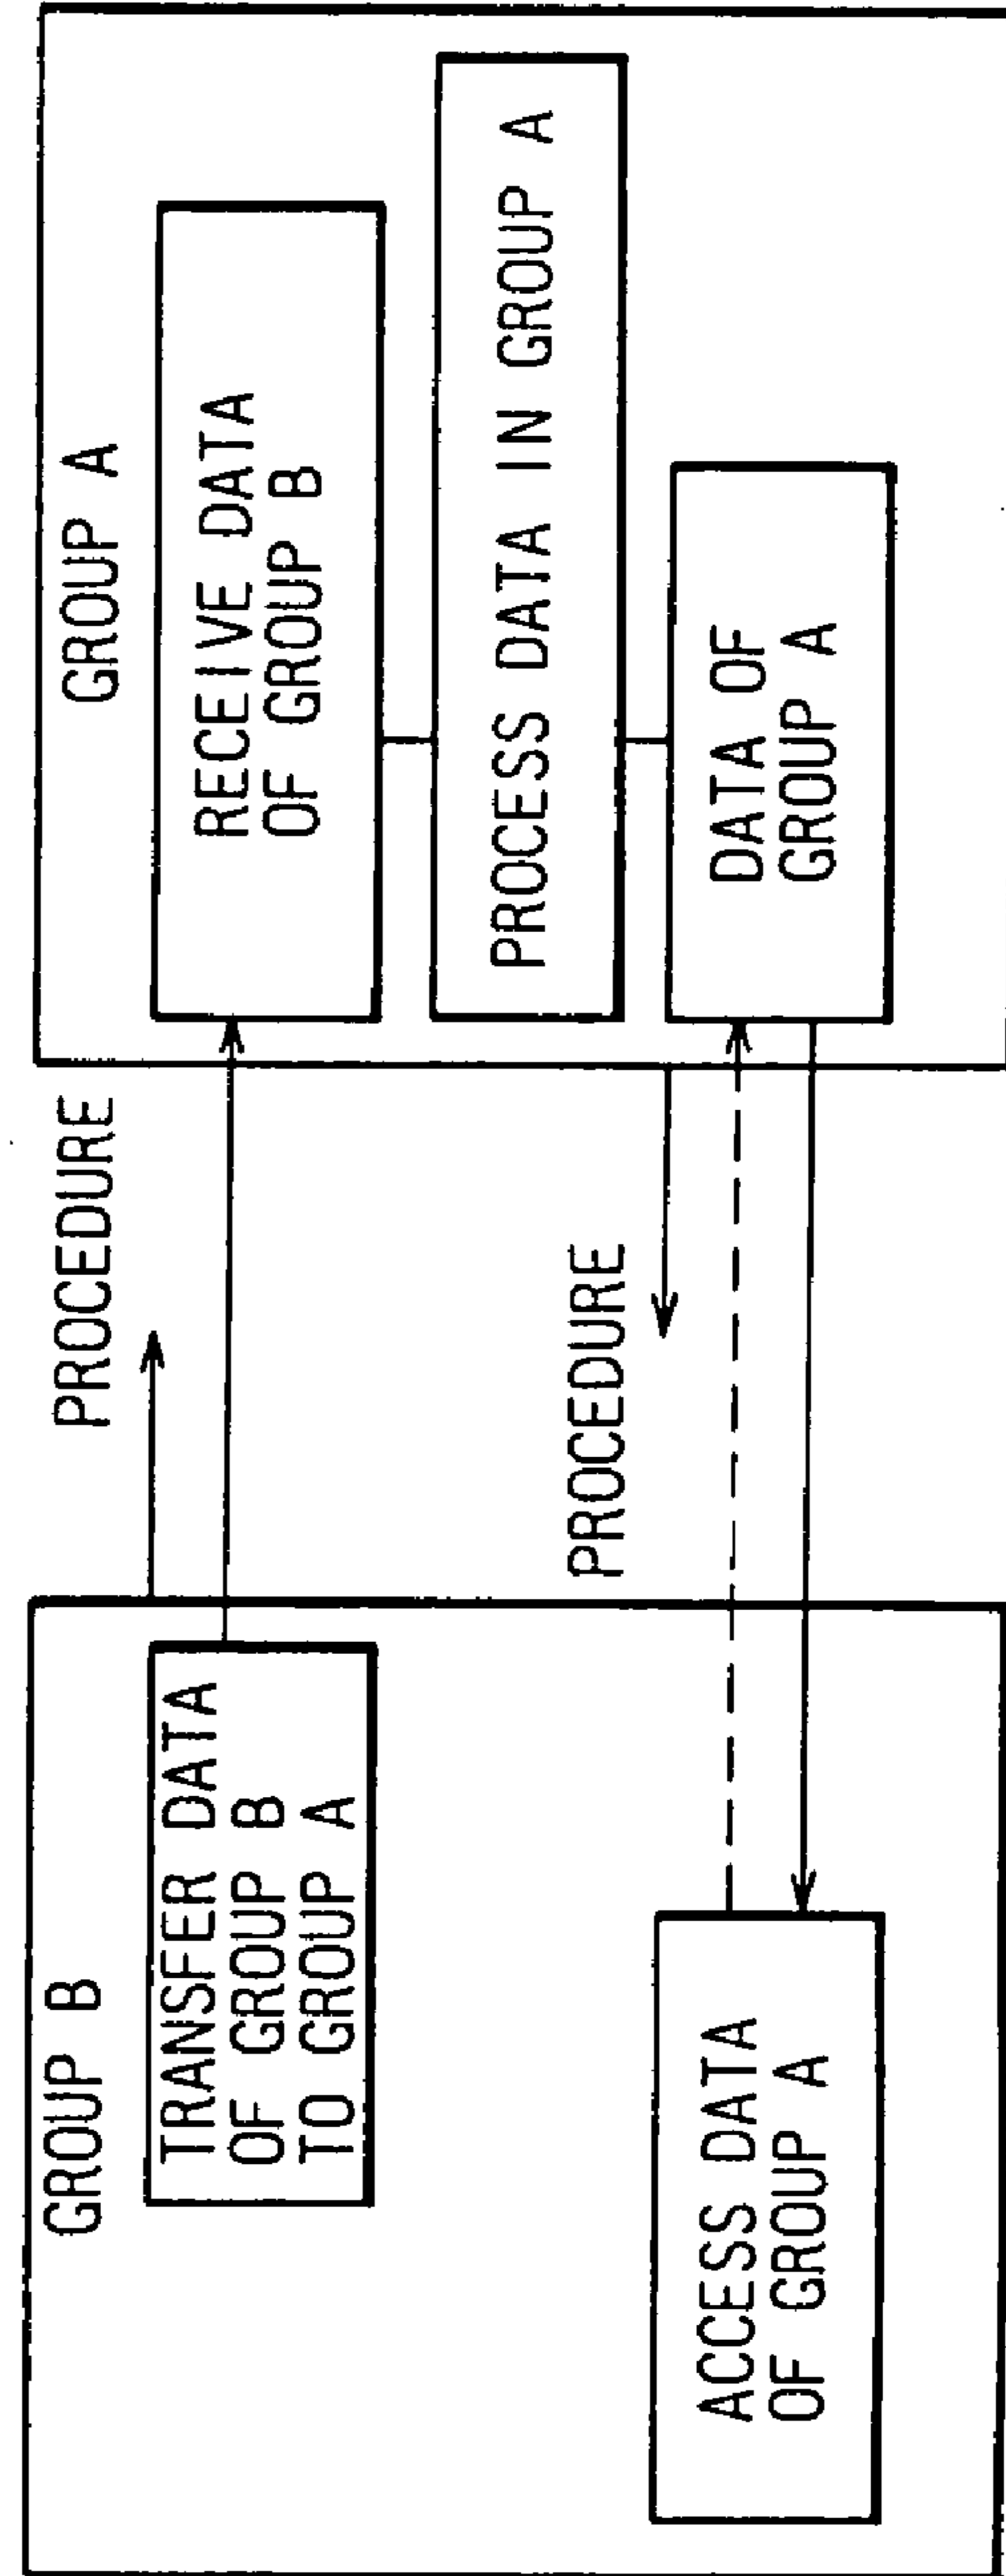 GROUP B
TRANSFER DATA
OF GROUP B
TO GROUP A
ACCESS DATA
OF GROUP A
PROCEDURE
PROCEDURE
GROUP A
RECEIVE DATA
OF GROUP B
PROCESS DATA IN GROUP A
DATA OF
GROUP A